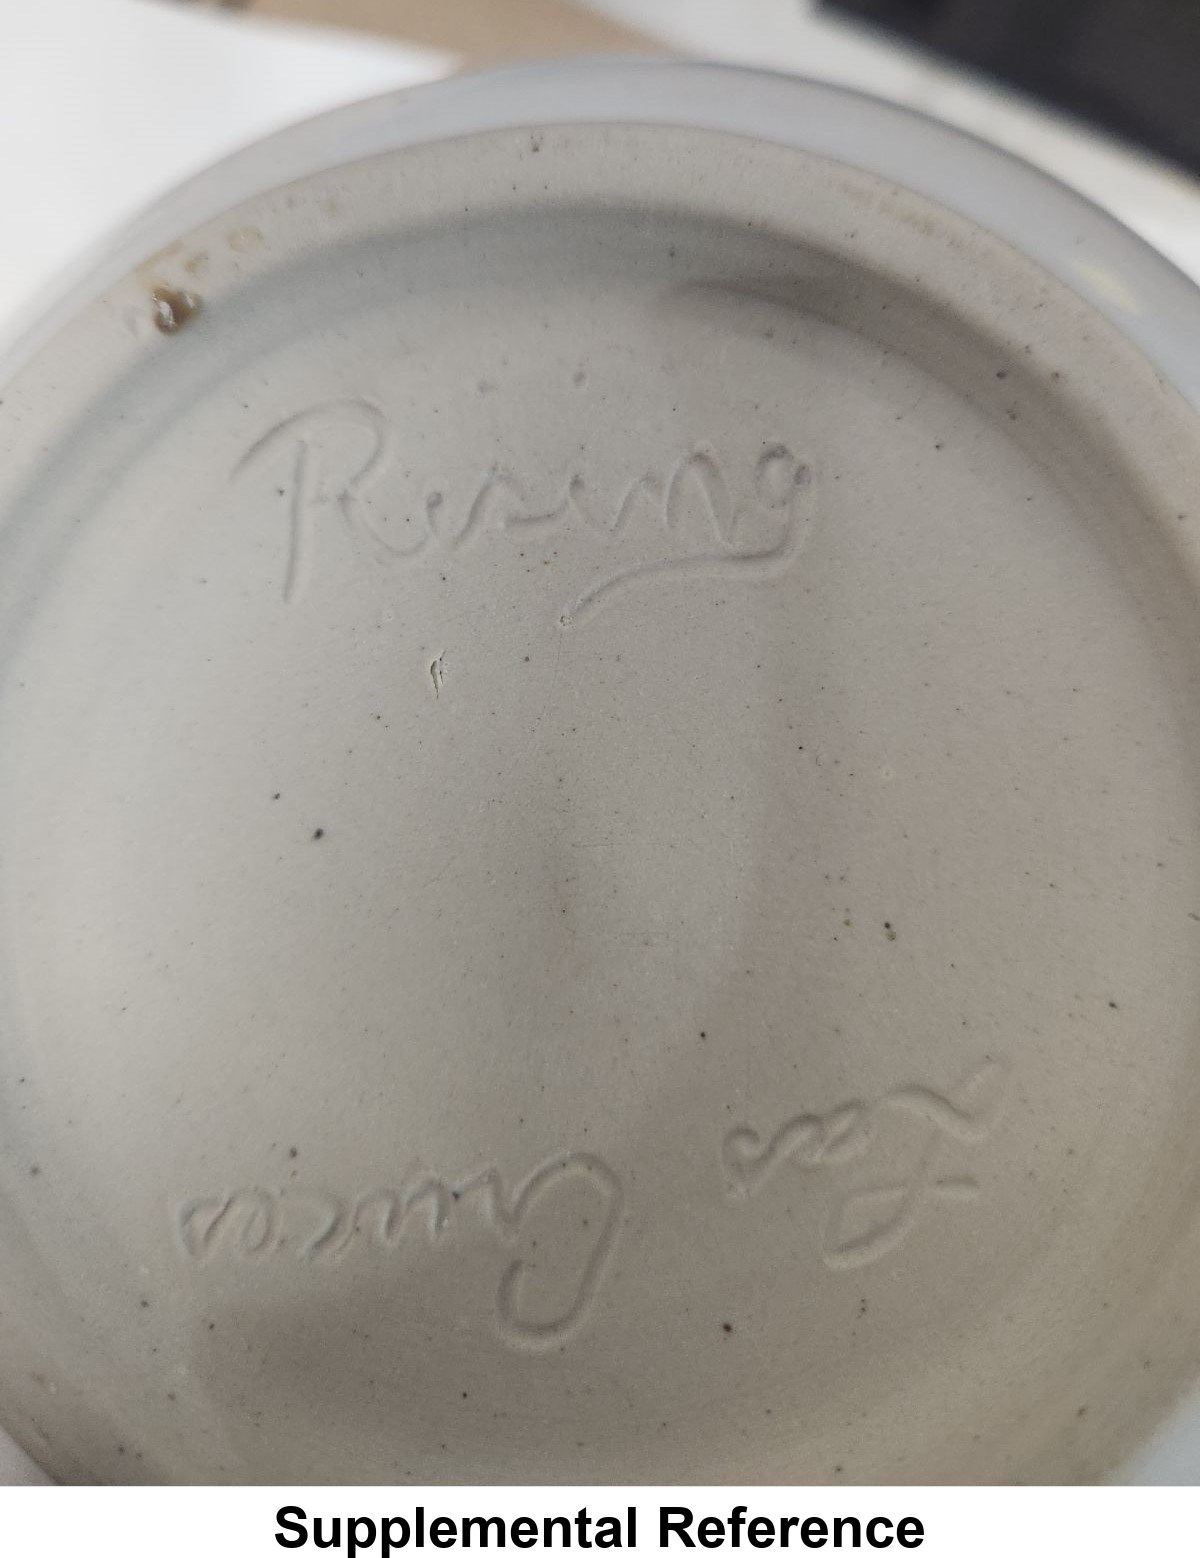 Rising
Las Cruces
Supplemental Reference